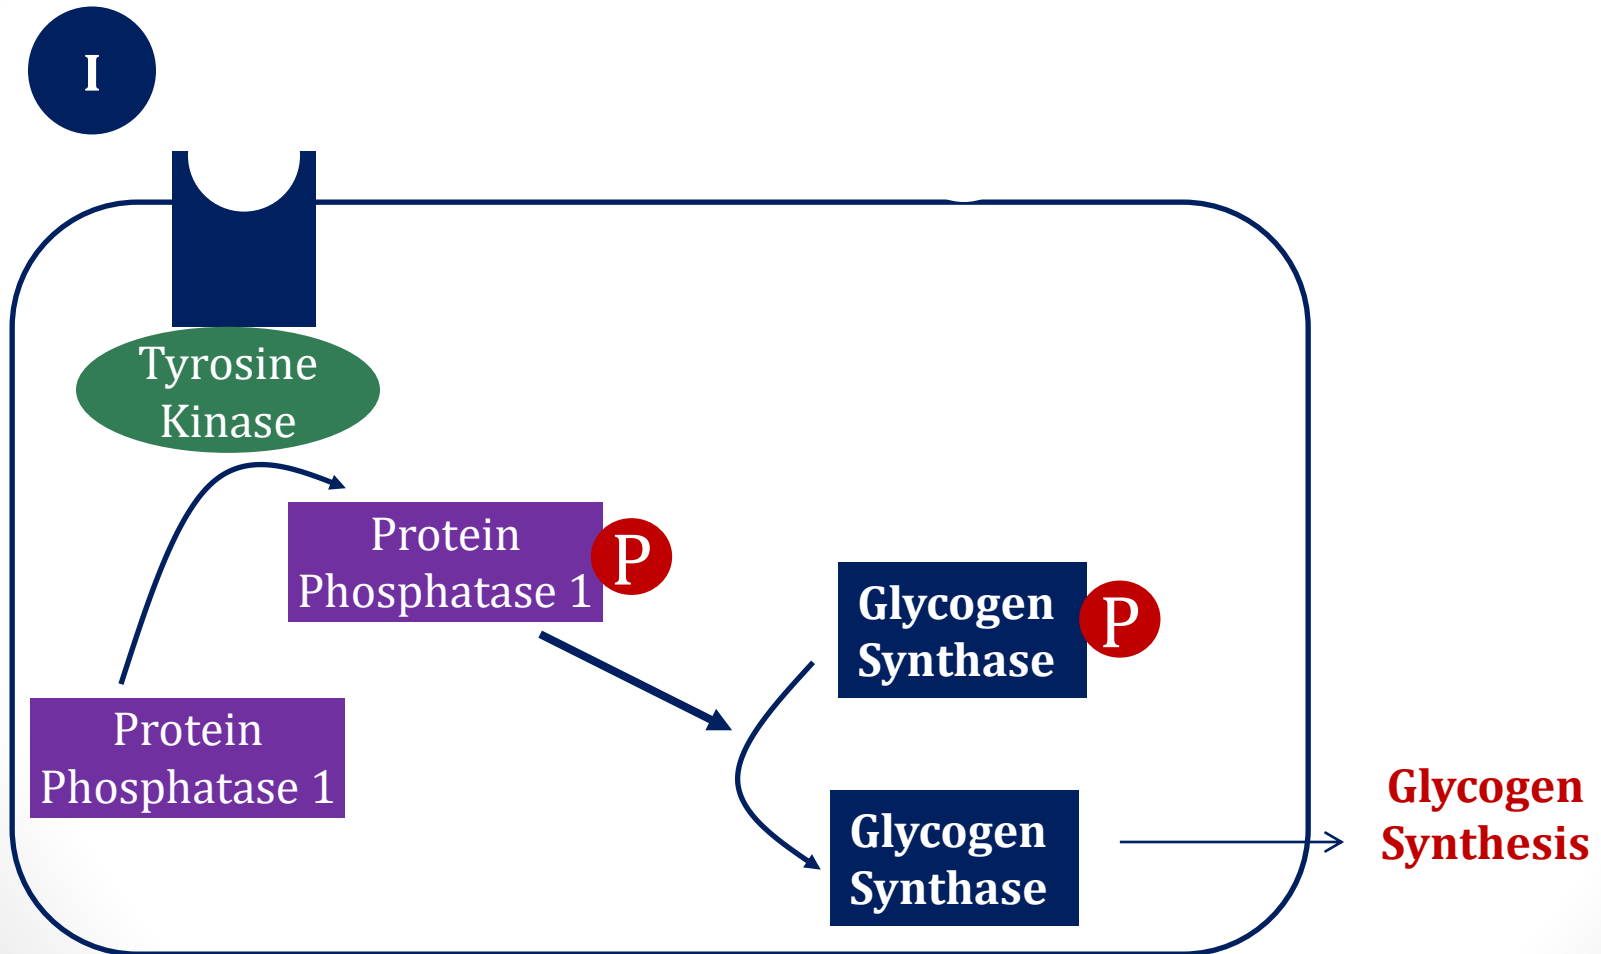 I
Tyrosine
Kinase
Protein
Phosphatase 1
P
Glycogen
Synthase
P
Protein
Phosphatase 1
Glycogen
Synthase
Glycogen
Synthesis